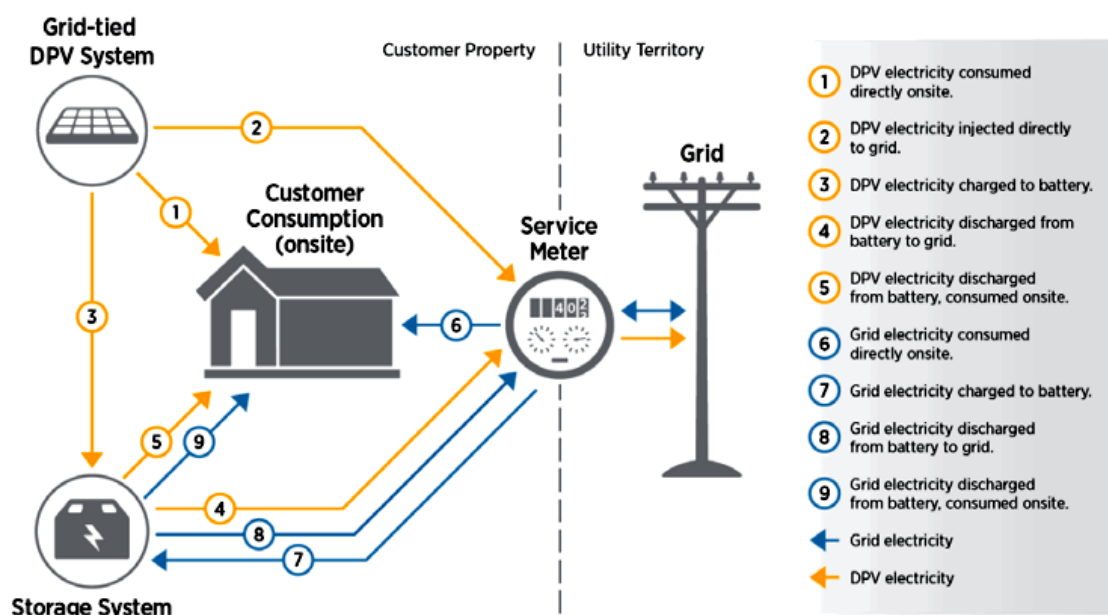 Grid-tied
DPV System
Customer Property
Utility Territory
2
1
Customer
Consumption
(onsite)
Service
Meter
Grid
3
6
40
5
9
4
8
7
Storage System
1 DPV electricity consumed
directly onsite.
2 DPV electricity injected directly
to grid.
3 DPV electricity charged to battery.
4 DPV electricity discharged from
battery to grid.
5 DPV electricity discharged
from battery, consumed onsite.
6 Grid electricity consumed
directly onsite.
7 Grid electricity charged to battery.
8 Grid electricity discharged
from battery to grid.
9 Grid electricity discharged
from battery, consumed onsite.
Grid electricity
DPV electricity